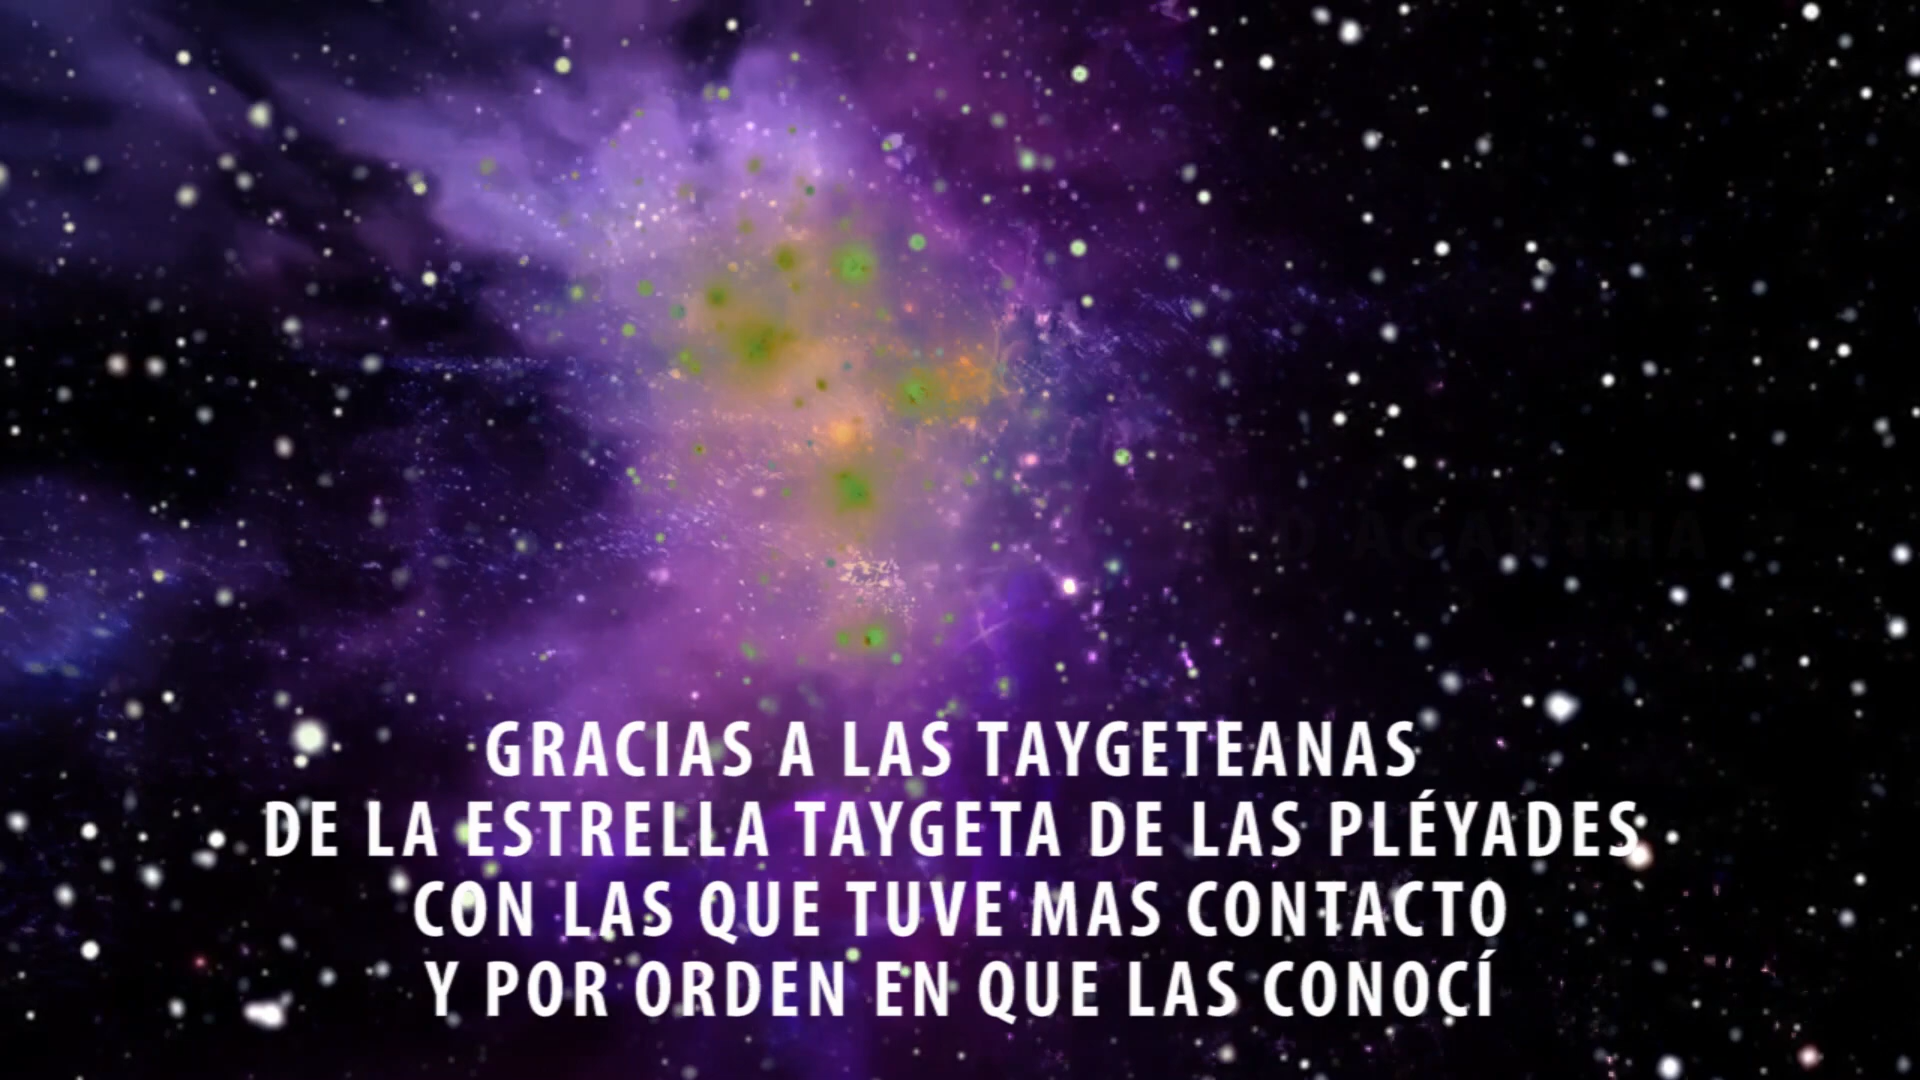 AGARTHA
GRACIAS A LAS TAYGETEANAS
DE LA ESTRELLA TAYGETA DE LAS PLÉYADES
CON LAS QUE TUVE MAS CONTACTO
Y POR ORDEN EN QUE LAS CONOCÍ